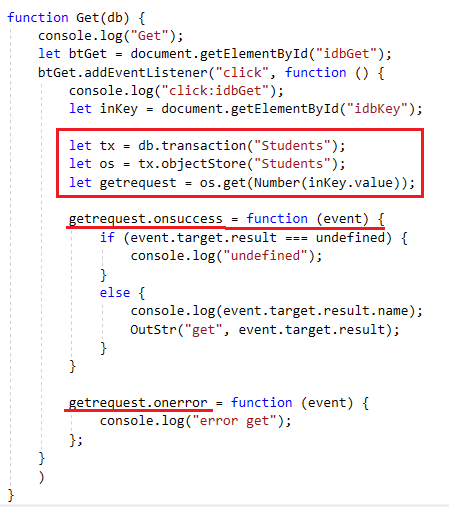 function Get(db) {
    console.log("Get");
    let btGet = document.getElementById("idbGet");
    btGet.addEventListener("click", function () {
        console.log("click:idbGet");
        let inKey = document.getElementById("idbKey");

        let tx = db.transaction("Students");
        let os = tx.objectStore("Students");
        let getrequest = os.get(Number(inKey.value));

        getrequest.onsuccess = function (event) {
            if (event.target.result === undefined) {
                console.log("undefined");
            }
            else {
                console.log(event.target.result.name);
                OutStr("get", event.target.result);
            }
        }

        getrequest.onerror = function (event) {
            console.log("error get");
        };
    }
    )
}